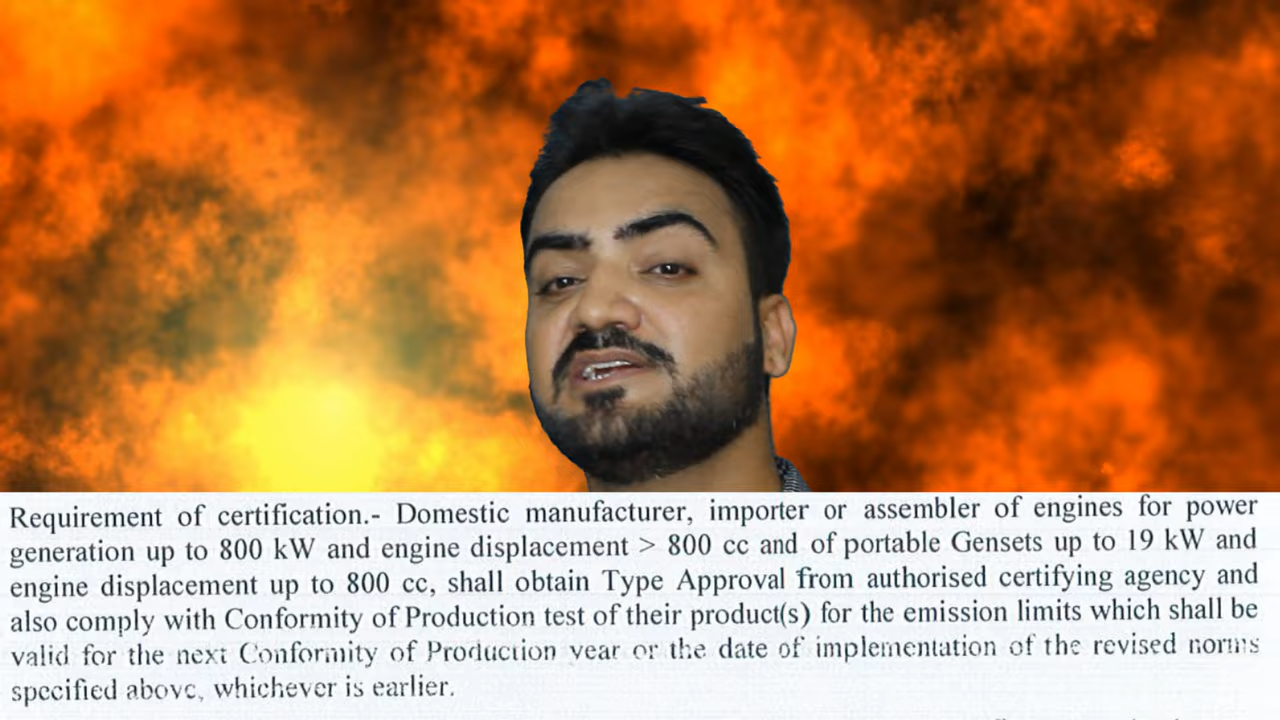 Requirement of certification.- Domestic manufacturer, importer or assembler of engines for power
generation up to 800 kW and engine displacement > 800 cc and of portable Gensets up to 19 kW and
engine displacement up to 800 cc, shall obtain Type Approval from authorised certifying agency and
also comply with Conformity of Production test of their product(s) for the emission limits which shall be
valid for the next Conformity of Production year or the date of implementation of the revised norms
specified above, whichever is earlier.